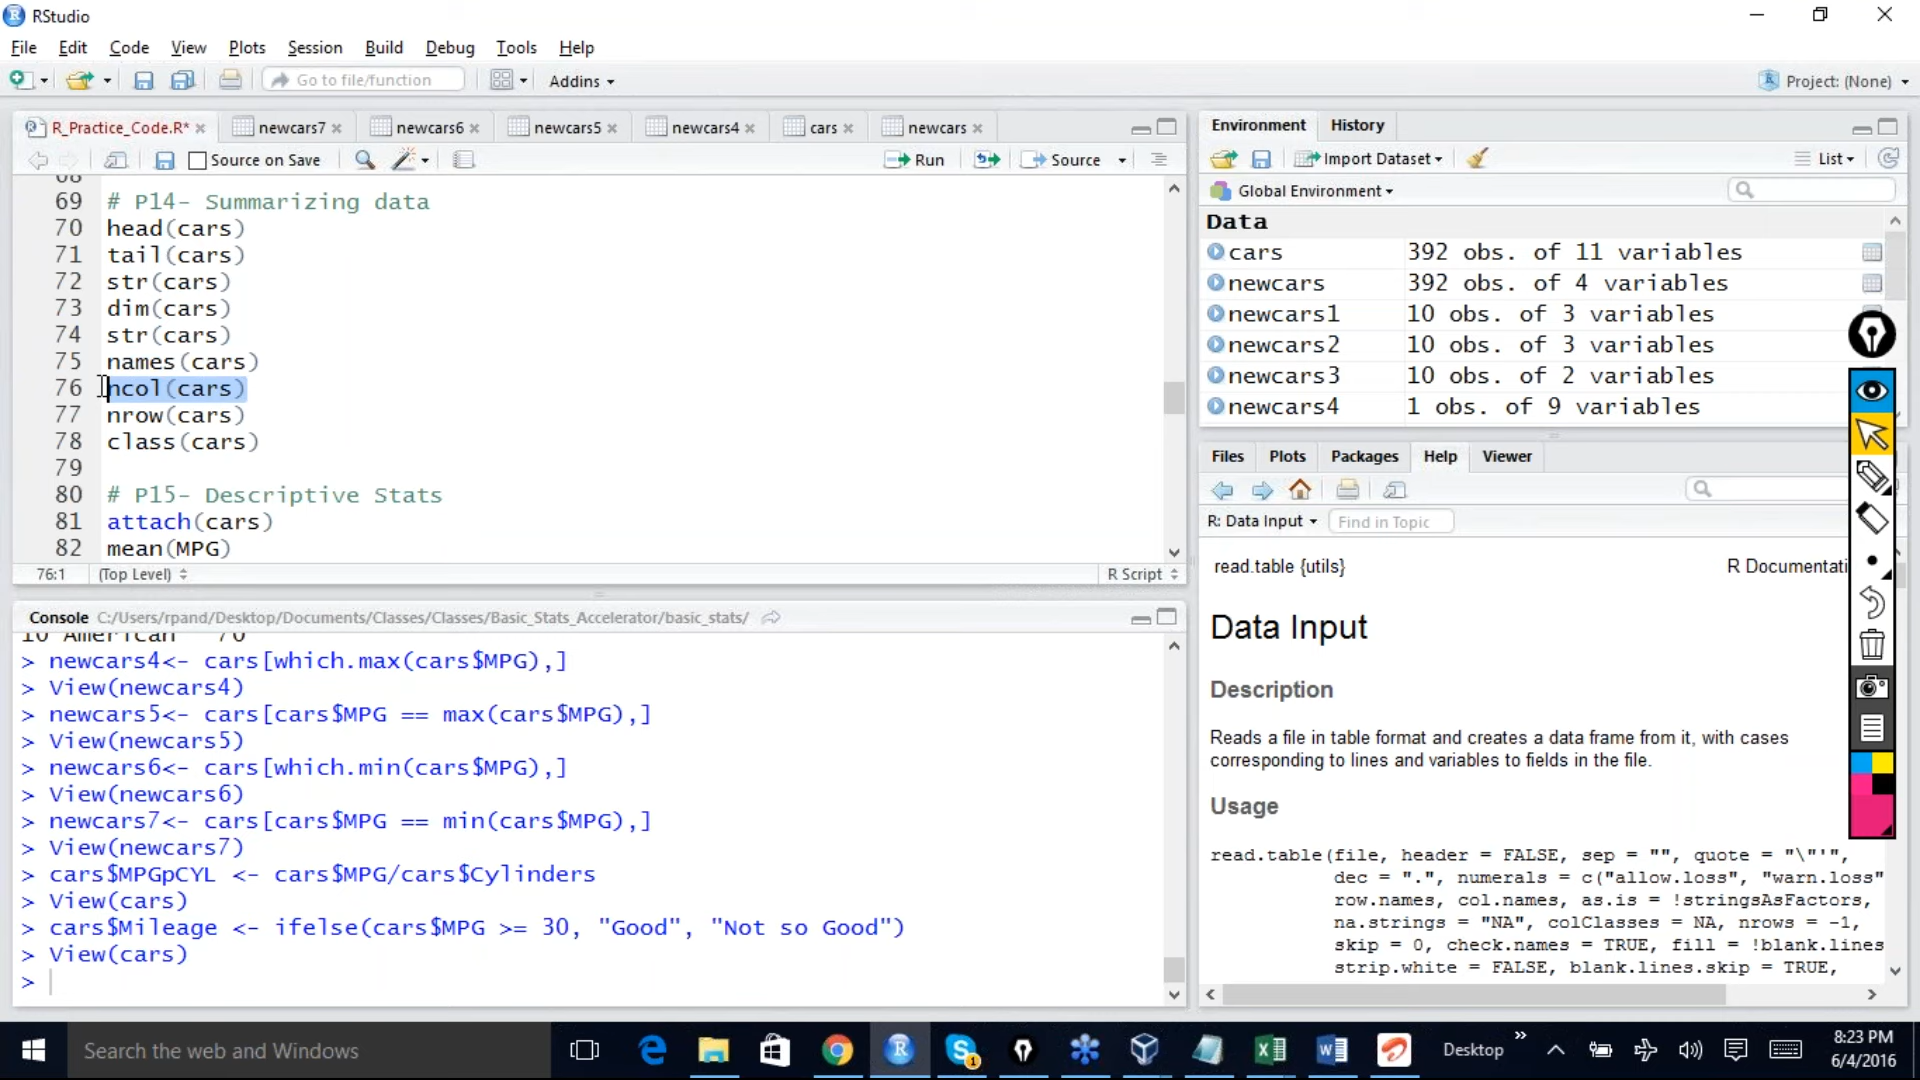 RStudio
File Edit Code View Plots Session Build Debug Tools Help
Go to file/function Addins Project: (None)
R_Practice_Code.R* newcars7 newcars6 newcars5 newcars4 cars newcars
Source on Save Run Source
68
69 # P14- Summarizing data
70 head(cars)
71 tail(cars)
72 str(cars)
73 dim(cars)
74 str(cars)
75 names(cars)
76 ncol(cars)
77 nrow(cars)
78 class(cars)
79
80 # P15- Descriptive Stats
81 attach(cars)
82 mean(MPG)
76:1 (Top Level) R Script
Console C:/Users/rpand/Desktop/Documents/Classes/Classes/Basic_Stats_Accelerator/basic_stats/
10 American 70
> newcars4<- cars[which.max(cars$MPG),]
> View(newcars4)
> newcars5<- cars[cars$MPG == max(cars$MPG),]
> View(newcars5)
> newcars6<- cars[which.min(cars$MPG),]
> View(newcars6)
> newcars7<- cars[cars$MPG == min(cars$MPG),]
> View(newcars7)
> cars$MPGpCYL <- cars$MPG/cars$Cylinders
> View(cars)
> cars$Mileage <- ifelse(cars$MPG >= 30, "Good", "Not so Good")
> View(cars)
>
Environment History
Import Dataset List
Global Environment
Data
cars 392 obs. of 11 variables
newcars 392 obs. of 4 variables
newcars1 10 obs. of 3 variables
newcars2 10 obs. of 3 variables
newcars3 10 obs. of 2 variables
newcars4 1 obs. of 9 variables
Files Plots Packages Help Viewer
R: Data Input Find in Topic
read.table {utils} R Documentati
Data Input
Description
Reads a file in table format and creates a data frame from it, with cases
corresponding to lines and variables to fields in the file.
Usage
read.table(file, header = FALSE, sep = "", quote = "\"'",
dec = ".", numerals = c("allow.loss", "warn.loss"
row.names, col.names, as.is = !stringsAsFactors,
na.strings = "NA", colClasses = NA, nrows = -1,
skip = 0, check.names = TRUE, fill = !blank.lines
strip.white = FALSE, blank.lines.skip = TRUE,
Search the web and Windows
Desktop
8:23 PM
6/4/2016